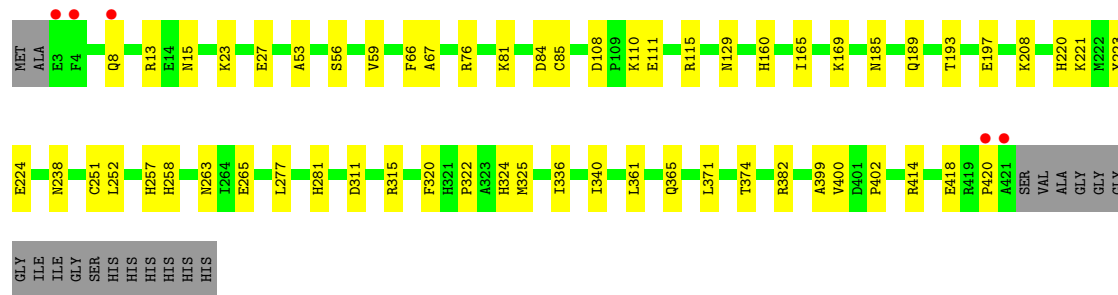 MET ALA E3 F4 Q8 R13 E14 N15 K23 E27 A53 S56 V59 F66 A67 R76 K81 D84 C85 D108 P109 K110 E111 R115 N129 H160 I165 K169 N185 Q189 T193 E197 K208 H220 K221 M222 Y223
E224 N238 C251 L252 H257 H258 N263 I264 E265 L277 H281 D311 R315 F320 H321 P322 A323 H324 M325 I336 I340 L361 Q365 L371 T374 R382 A399 V400 D401 P402 R414 E418 R419 P420 A421 SER VAL ALA GLY GLY GLY
GLY ILE ILE GLY SER HIS HIS HIS HIS HIS HIS